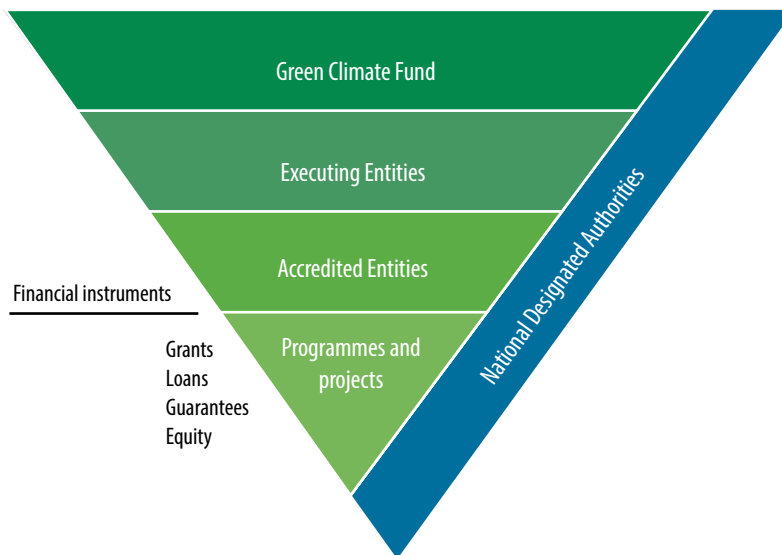 Green Climate Fund
Executing Entities
Accredited Entities
Financial instruments
Programmes and
projects
Grants
Loans
Guarantees
Equity
National Designated Authorities